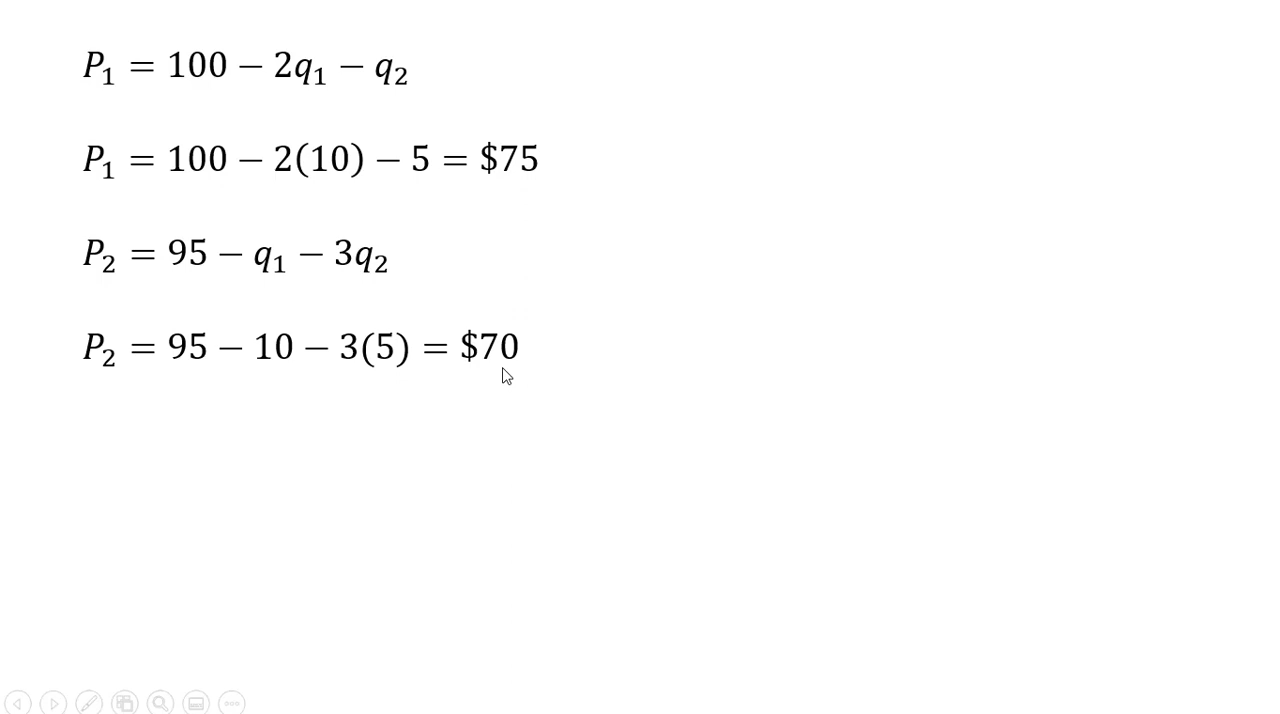 P₁ = 100 − 2q₁ − q₂
P₁ = 100 − 2(10) − 5 = $75
P₂ = 95 − q₁ − 3q₂
P₂ = 95 − 10 − 3(5) = $70